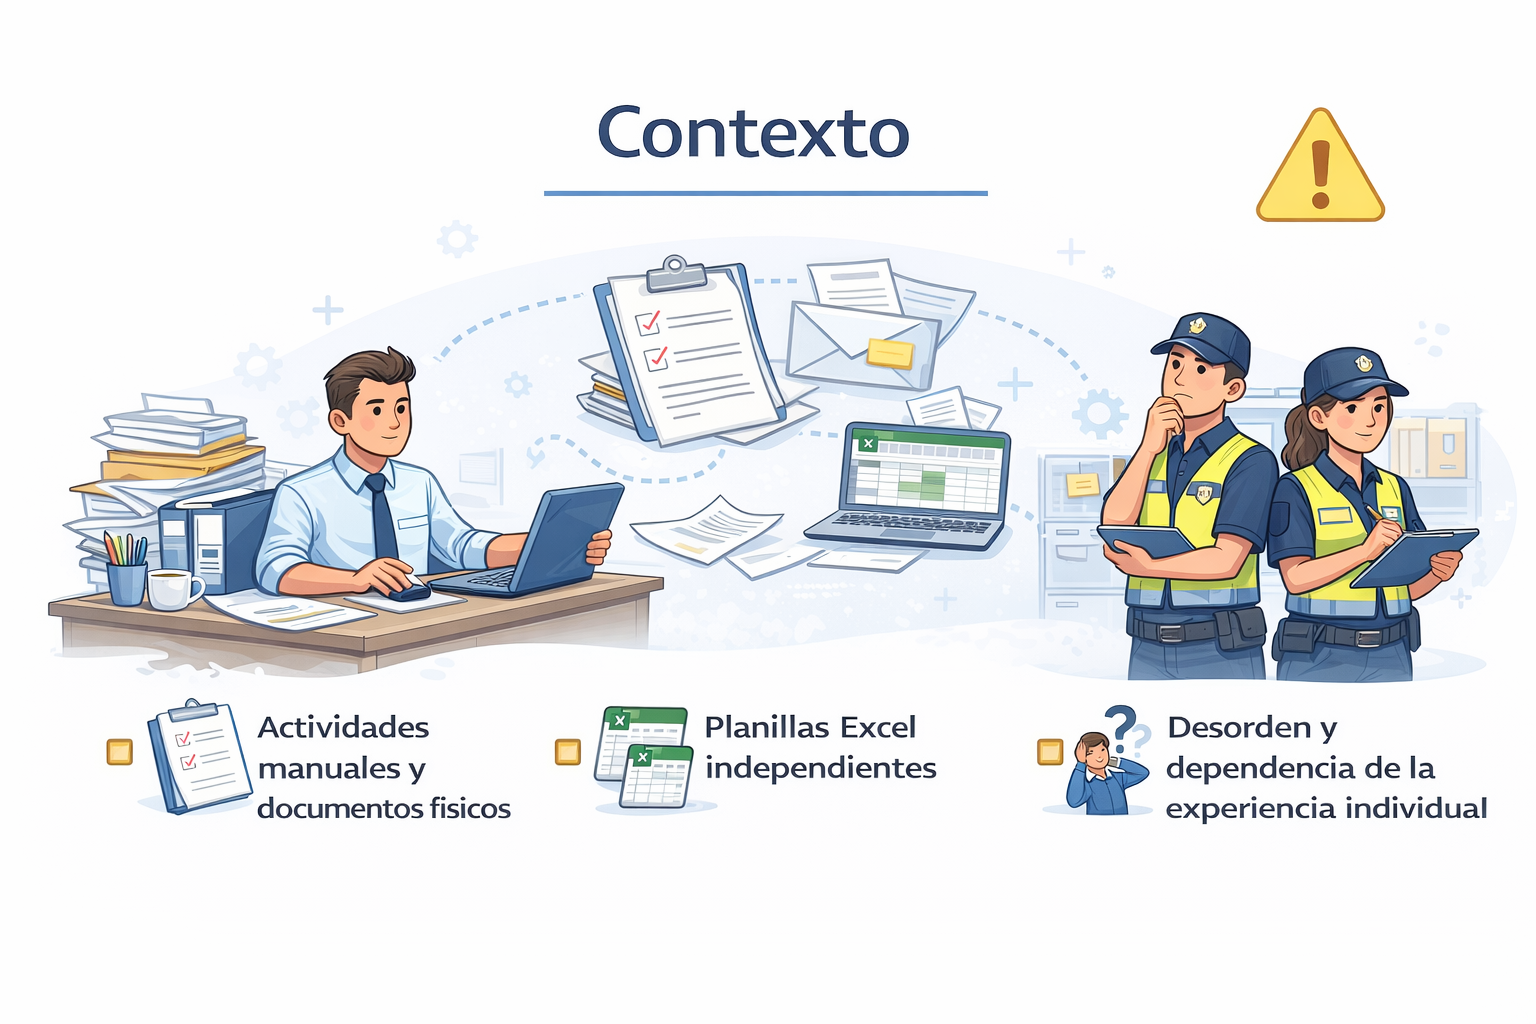 Contexto
Actividades
manuales y
documentos fisicos
Planillas Excel
independientes
Desorden y
dependencia de la
experiencia individual